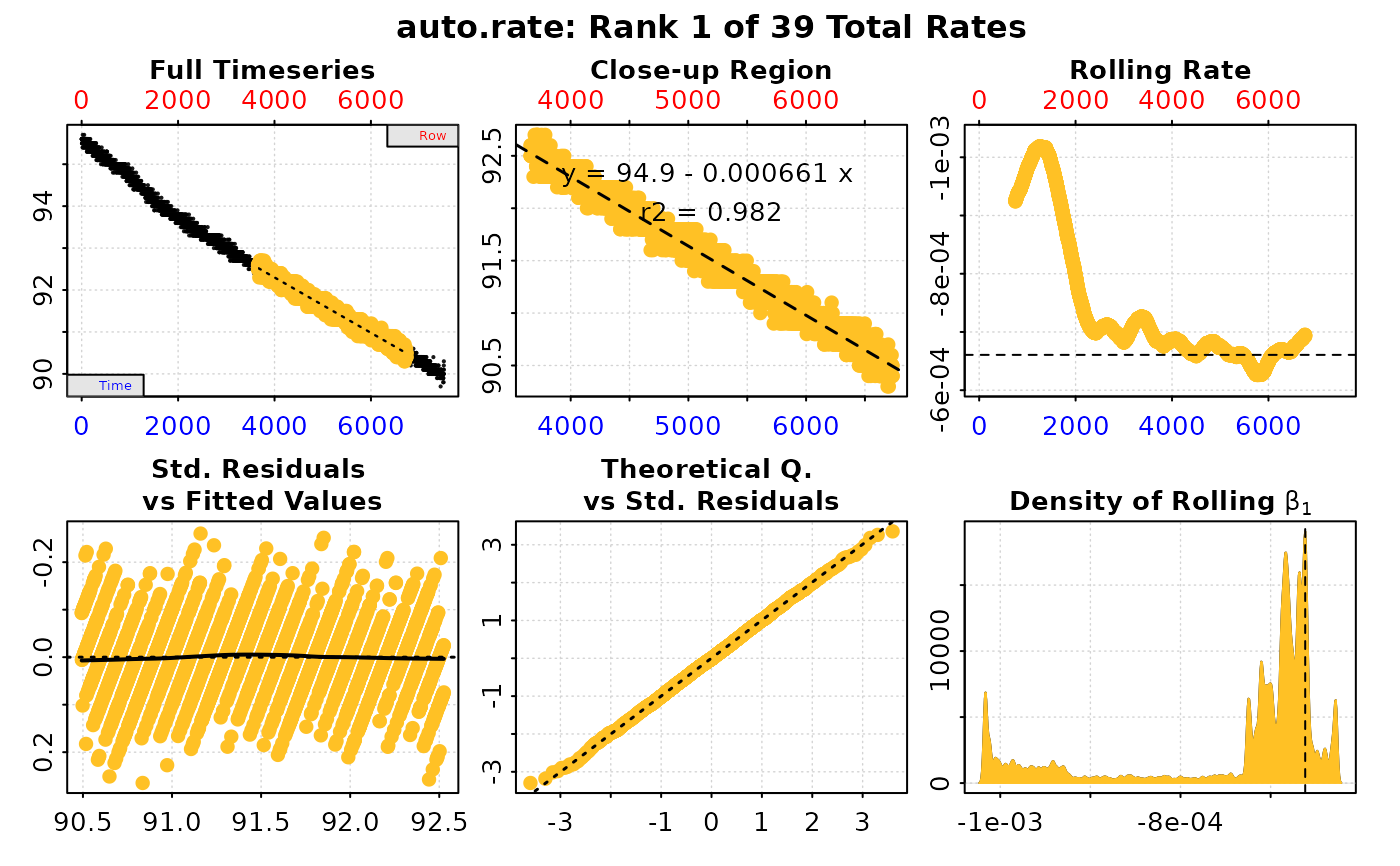 auto.rate: Rank 1 of 39 Total Rates
Full Timeseries
0 2000 4000 6000
Row
94
92
90
Time
0 2000 4000 6000
Close-up Region
4000 5000 6000
92.5
91.5
90.5
y = 94.9 - 0.000661 x
r2 = 0.982
4000 5000 6000
Rolling Rate
0 2000 4000 6000
-1e-03
-8e-04
-6e-04
0 2000 4000 6000
Std. Residuals
vs Fitted Values
-0.2
0.0
0.2
90.5 91.0 91.5 92.0 92.5
Theoretical Q.
vs Std. Residuals
3
1
-1
-3
-3 -1 0 1 2 3
Density of Rolling β₁
10000
0
-1e-03 -8e-04